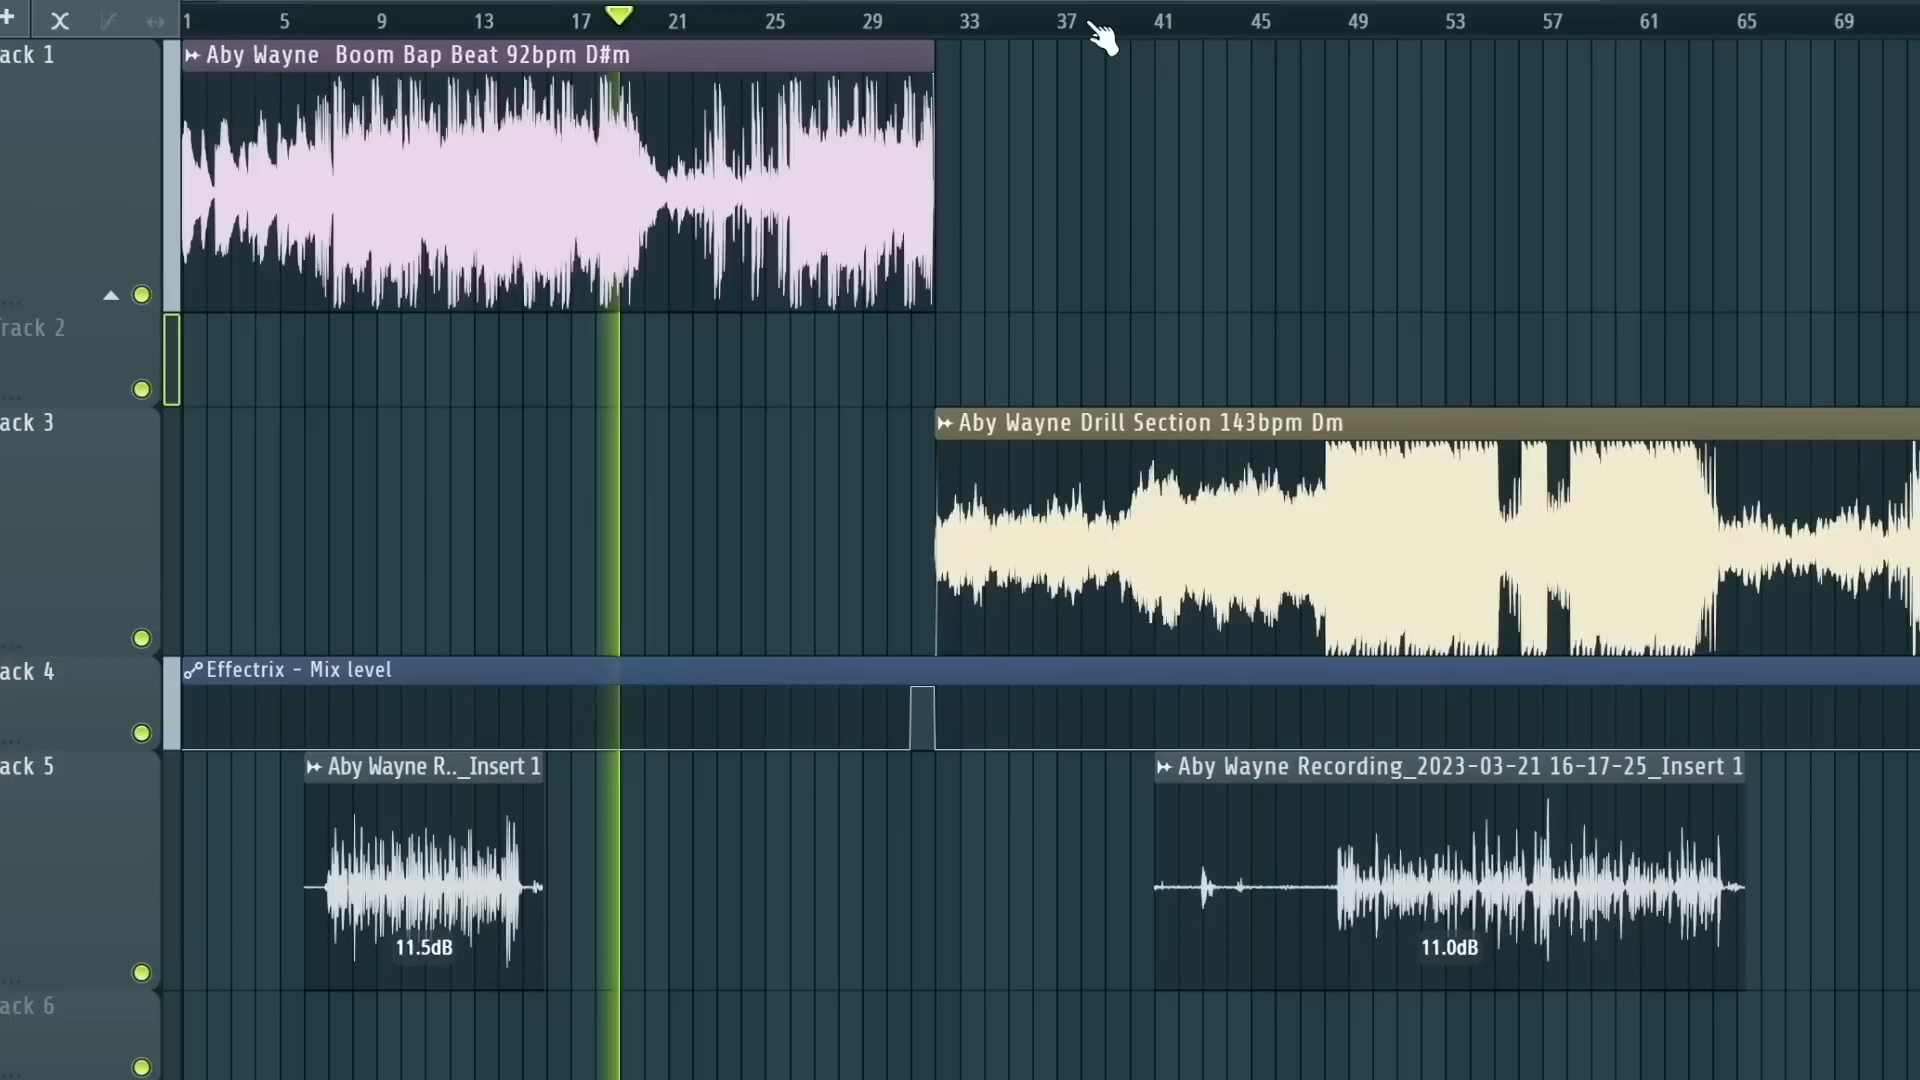 1 5 9 13 17 21 25 29 33 37 41 45 49 53 57 61 65 69
ack 1
Aby Wayne  Boom Bap Beat 92bpm D#m
rack 2
ack 3
Aby Wayne Drill Section 143bpm Dm
ack 4
Effectrix - Mix level
ack 5
Aby Wayne R.._Insert 1
Aby Wayne Recording_2023-03-21 16-17-25_Insert 1
11.5dB
11.0dB
ack 6